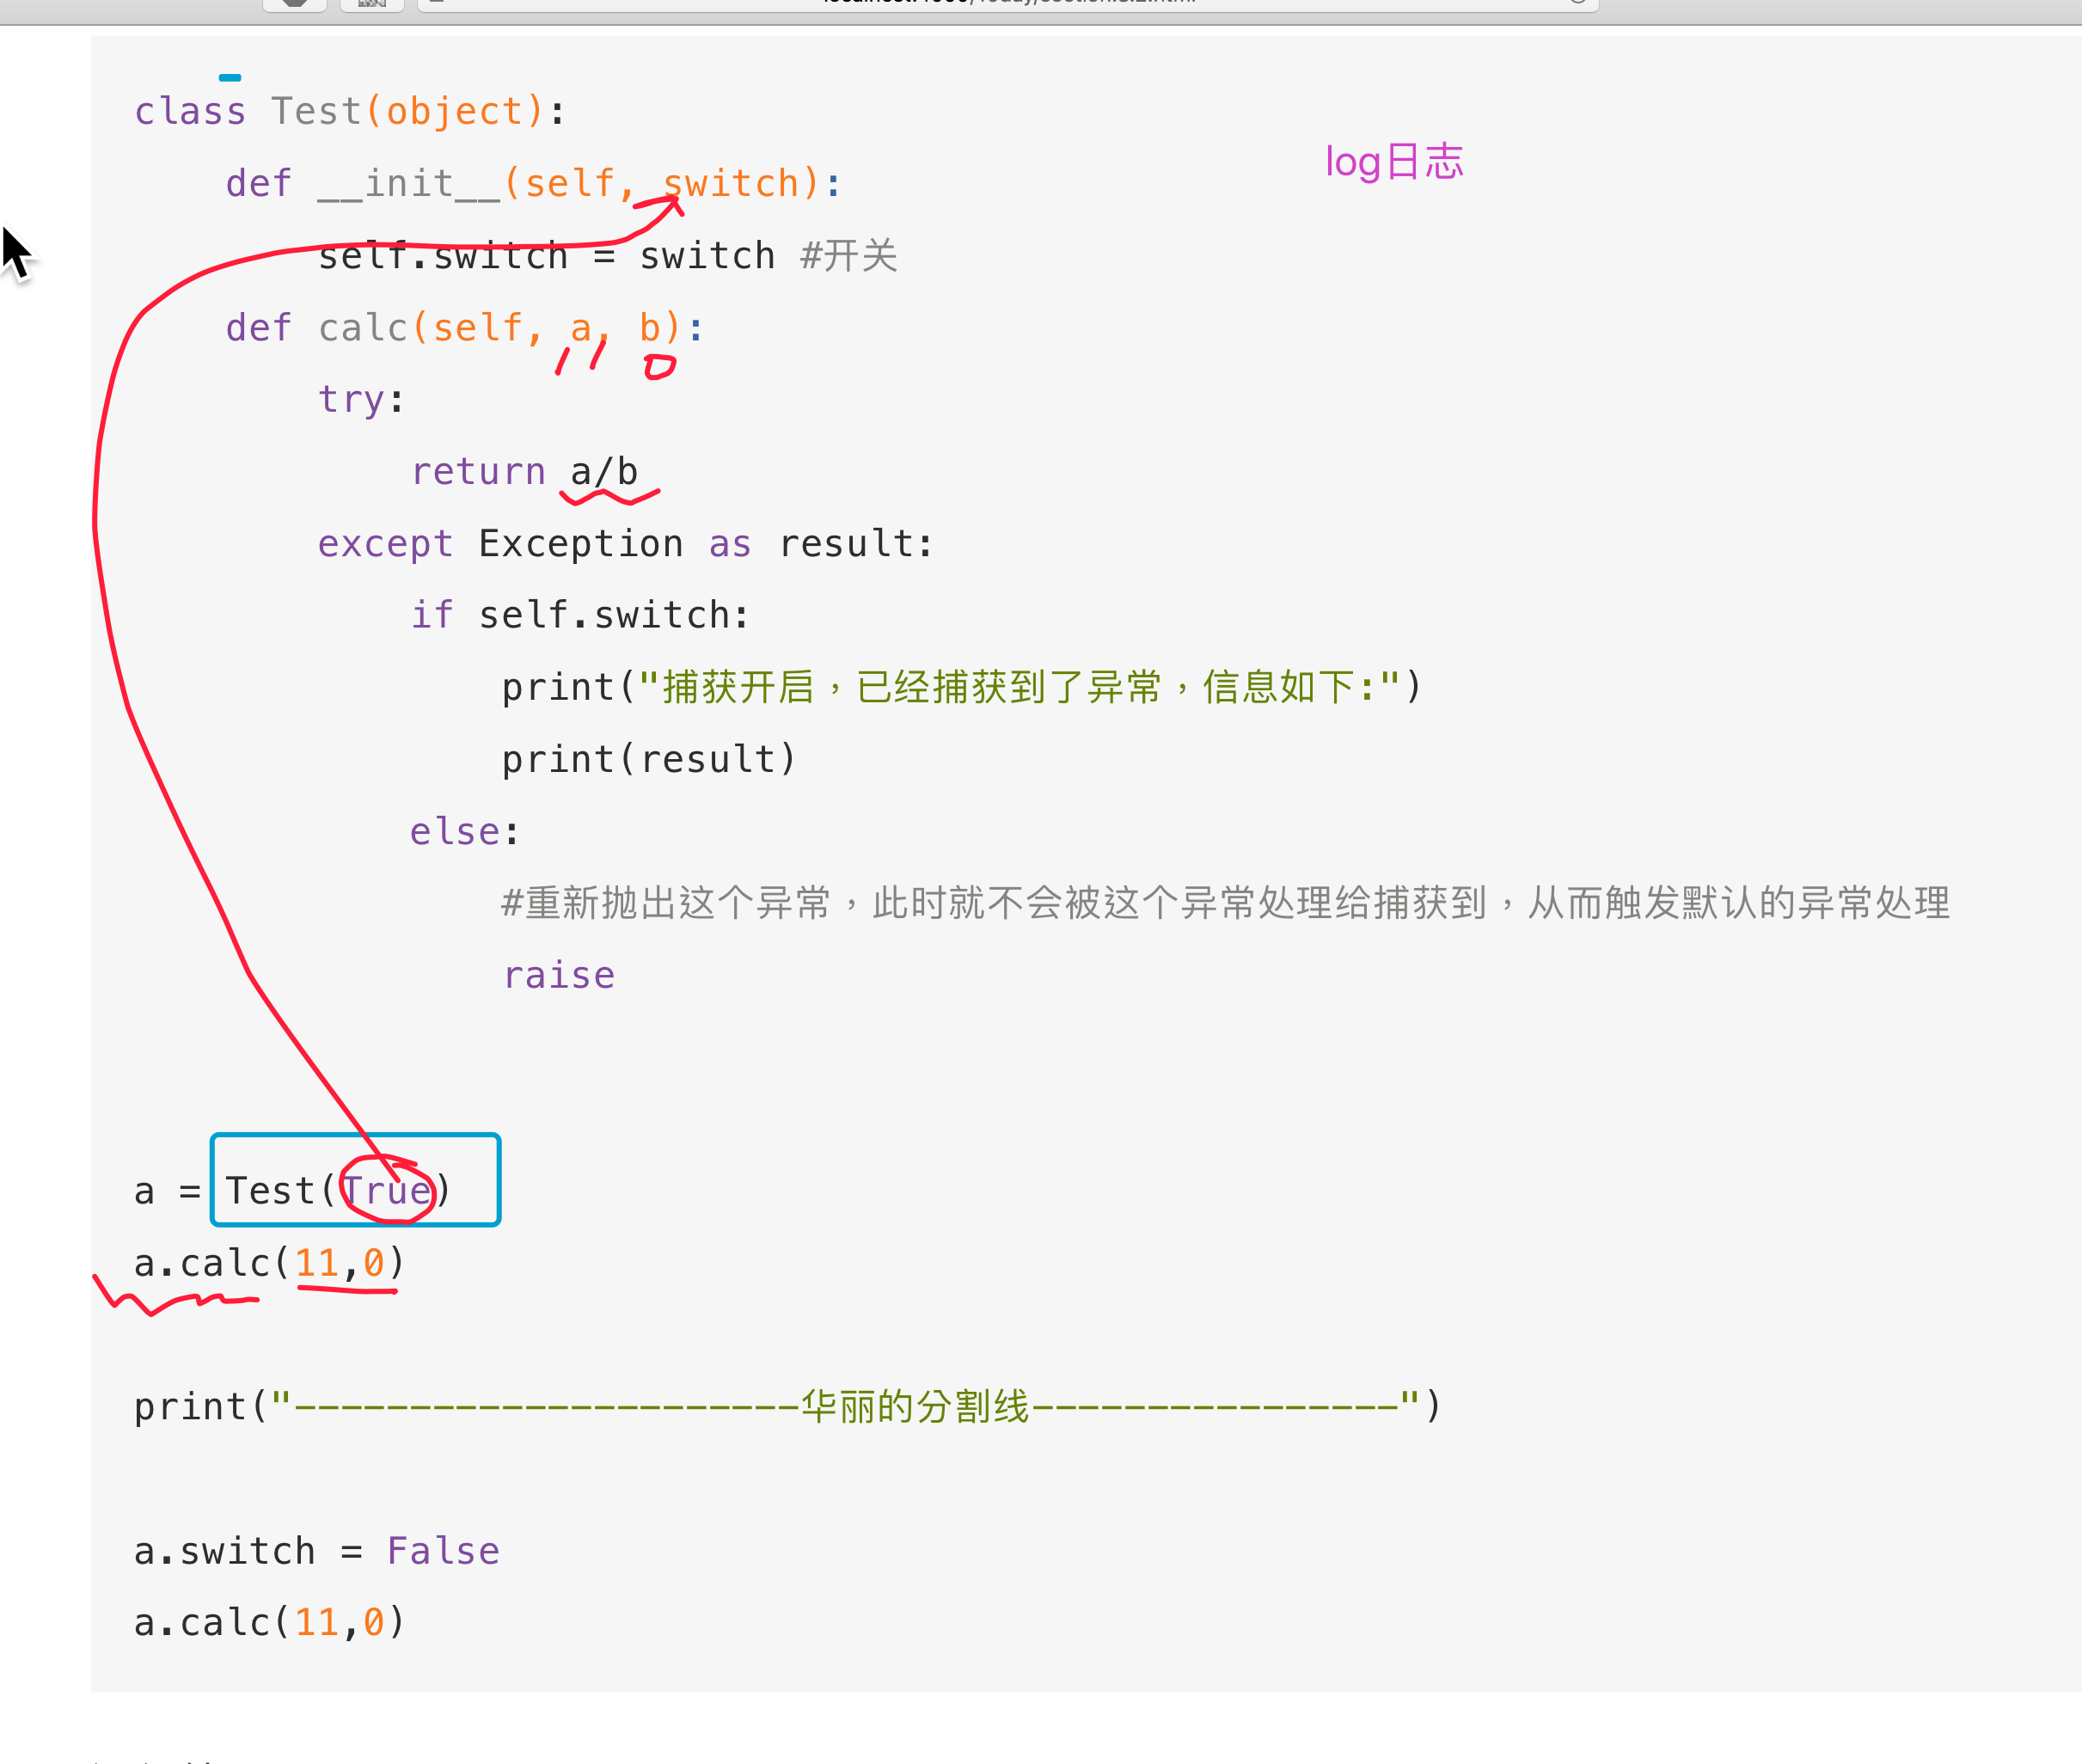 class Test(object):
log日志
def __init__(self, switch):
self.switch = switch #开关
def calc(self, a, b):
11 0
try:
return a/b
except Exception as result:
if self.switch:
print("捕获开启，已经捕获到了异常，信息如下:")
print(result)
else:
#重新抛出这个异常，此时就不会被这个异常处理给捕获到，从而触发默认的异常处理
raise
a = Test(True)
a.calc(11,0)
print("----------------------华丽的分割线----------------")
a.switch = False
a.calc(11,0)